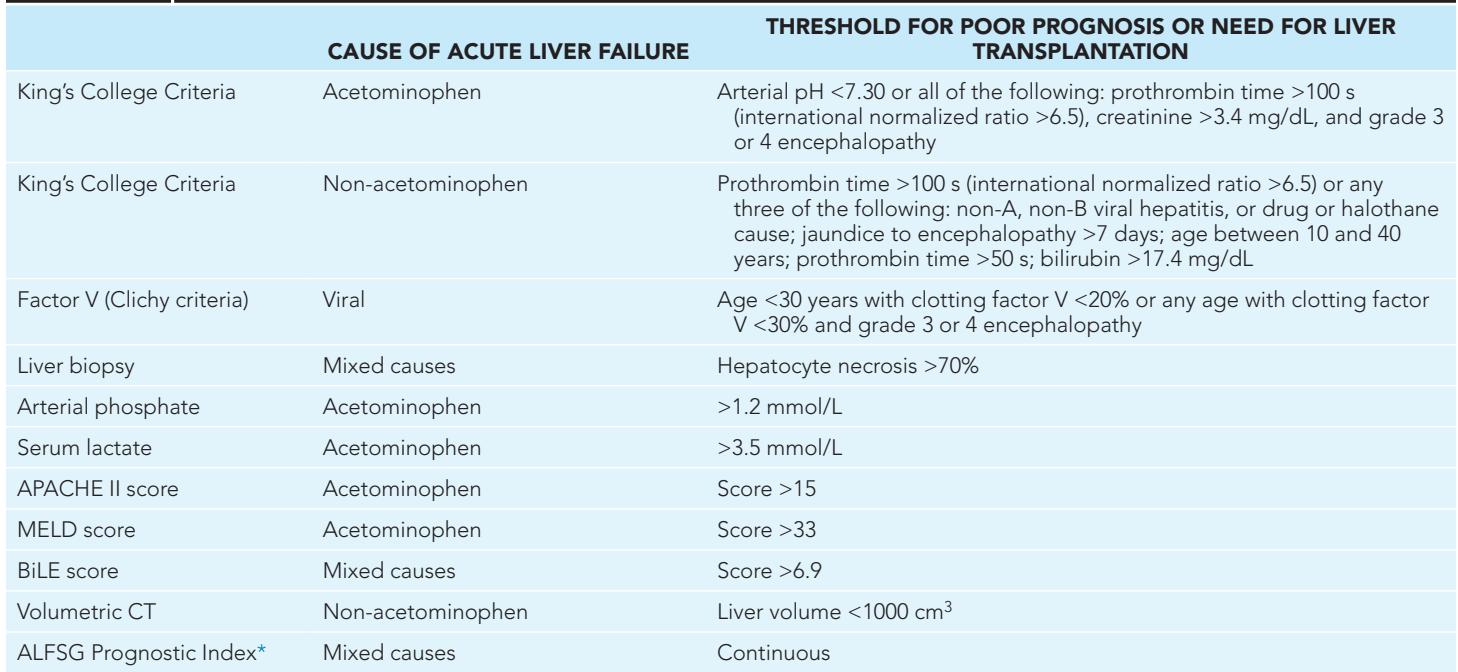 CAUSE OF ACUTE LIVER FAILURE
THRESHOLD FOR POOR PROGNOSIS OR NEED FOR LIVER
TRANSPLANTATION
King's College Criteria
Acetominophen
Arterial pH <7.30 or all of the following: prothrombin time >100 s
(international normalized ratio >6.5), creatinine >3.4 mg/dL, and grade 3
or 4 encephalopathy
King's College Criteria
Non-acetominophen
Prothrombin time >100 s (international normalized ratio >6.5) or any
three of the following: non-A, non-B viral hepatitis, or drug or halothane
cause; jaundice to encephalopathy >7 days; age between 10 and 40
years; prothrombin time >50 s; bilirubin >17.4 mg/dL
Factor V (Clichy criteria)
Viral
Age <30 years with clotting factor V <20% or any age with clotting factor
V <30% and grade 3 or 4 encephalopathy
Liver biopsy
Mixed causes
Hepatocyte necrosis >70%
Arterial phosphate
Acetominophen
>1.2 mmol/L
Serum lactate
Acetominophen
>3.5 mmol/L
APACHE II score
Acetominophen
Score >15
MELD score
Acetominophen
Score >33
BiLE score
Mixed causes
Score >6.9
Volumetric CT
Non-acetominophen
Liver volume <1000 cm³
ALFSG Prognostic Index*
Mixed causes
Continuous